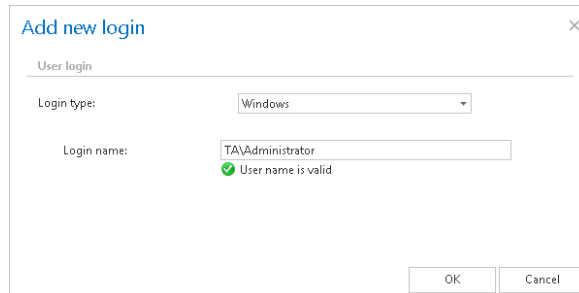 Add new login
User login
Login type:
Windows
Login name:
TA\Administrator
User name is valid
OK
Cancel